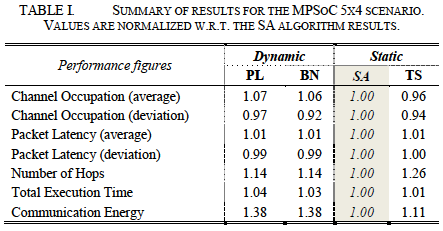 TABLE I. SUMMARY OF RESULTS FOR THE MPSOC 5X4 SCENARIO.
VALUES ARE NORMALIZED W.R.T. THE SA ALGORITHM RESULTS.
Performance figures Dynamic Static
PL BN SA TS
Channel Occupation (average) 1.07 1.06 1.00 0.96
Channel Occupation (deviation) 0.97 0.92 1.00 0.94
Packet Latency (average) 1.01 1.01 1.00 1.01
Packet Latency (deviation) 0.99 0.99 1.00 1.00
Number of Hops 1.14 1.14 1.00 1.26
Total Execution Time 1.04 1.03 1.00 1.01
Communication Energy 1.38 1.38 1.00 1.11